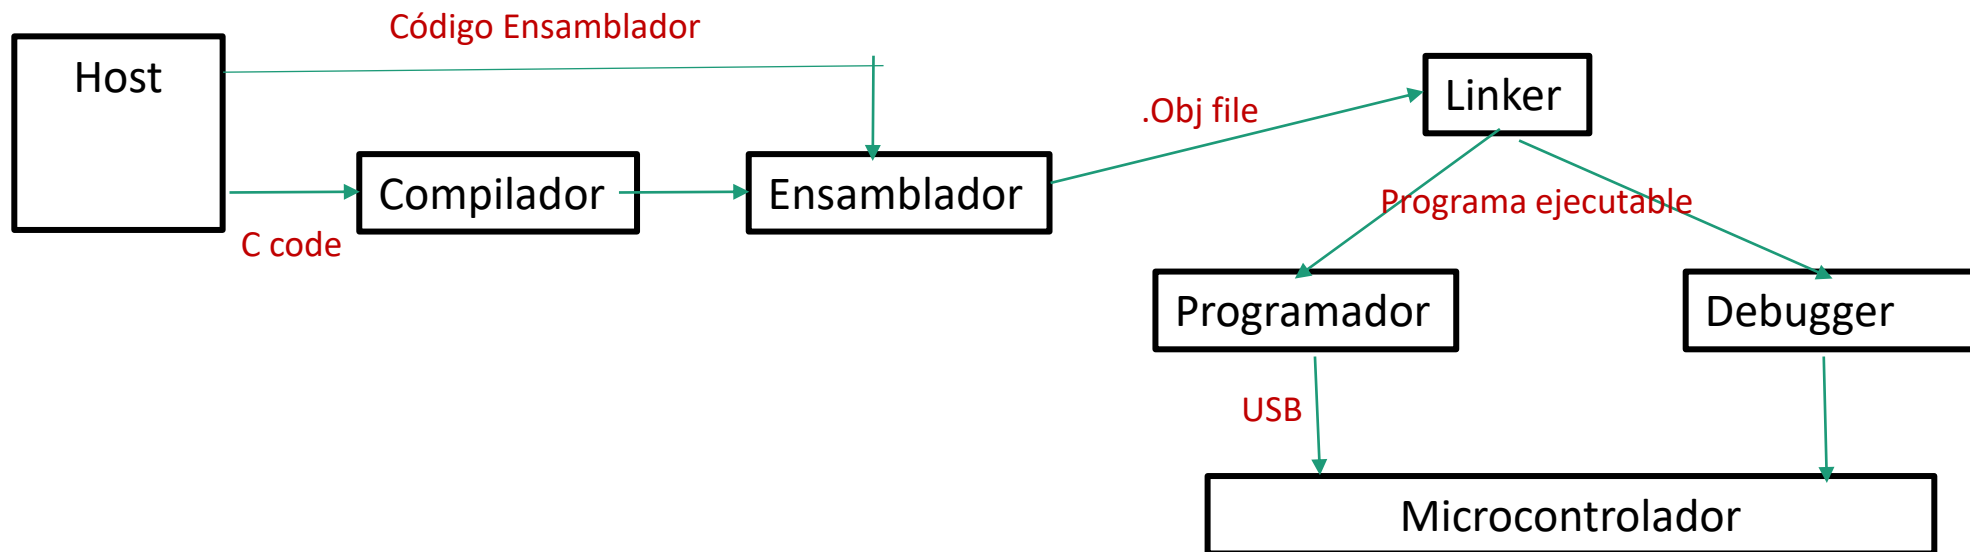 Código Ensamblador
Host
Linker
.Obj file
Compilador
Ensamblador
Programa ejecutable
C code
Programador
Debugger
USB
Microcontrolador